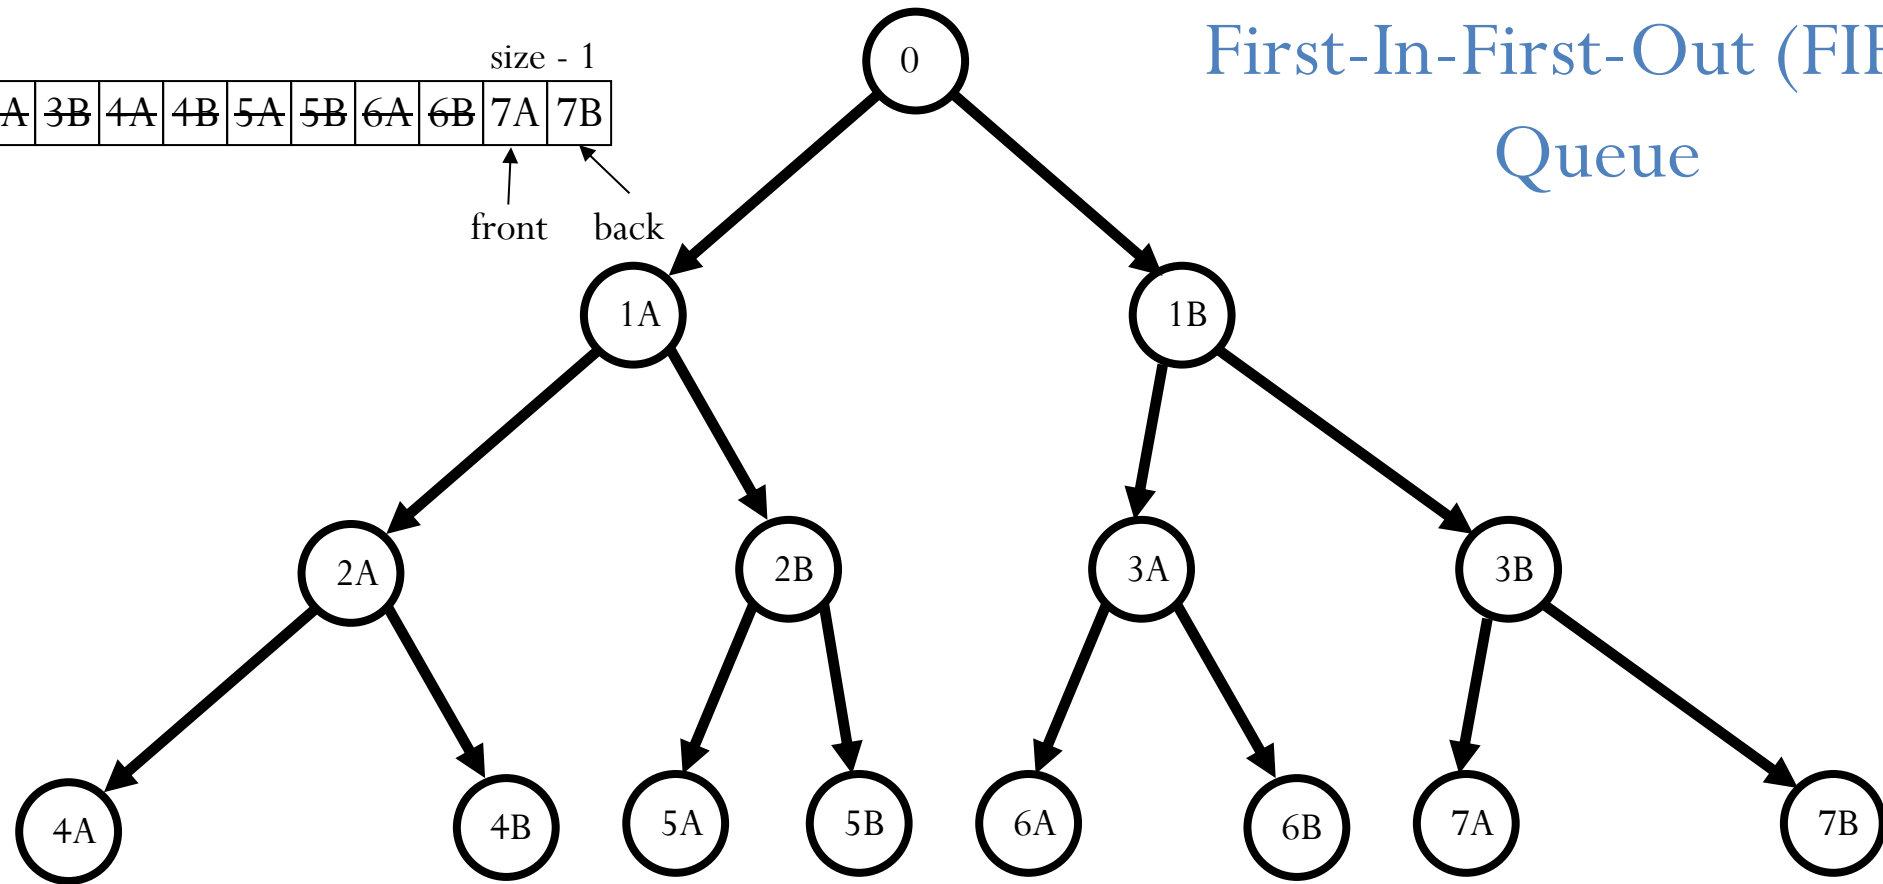 First-In-First-Out (FIF
Queue
size - 1
A 3B 4A 4B 5A 5B 6A 6B 7A 7B
front back
0
1A 1B
2A 2B 3A 3B
4A 4B 5A 5B 6A 6B 7A 7B